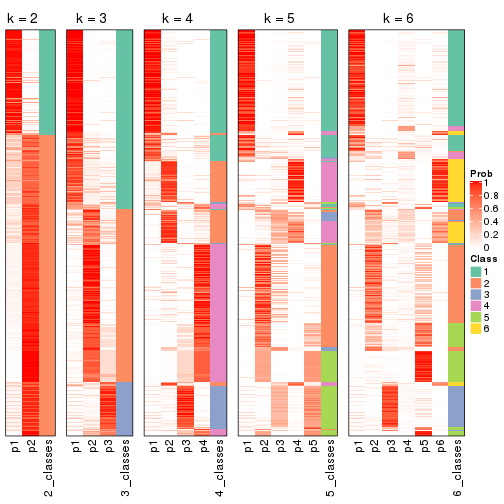 k = 2
k = 3
k = 4
k = 5
k = 6
p1
p2
2_classes
p1
p2
p3
3_classes
p1
p2
p3
p4
4_classes
p1
p2
p3
p4
p5
5_classes
p1
p2
p3
p4
p5
p6
6_classes
Prob
1
0.8
0.6
0.4
0.2
0
Class
1
2
3
4
5
6